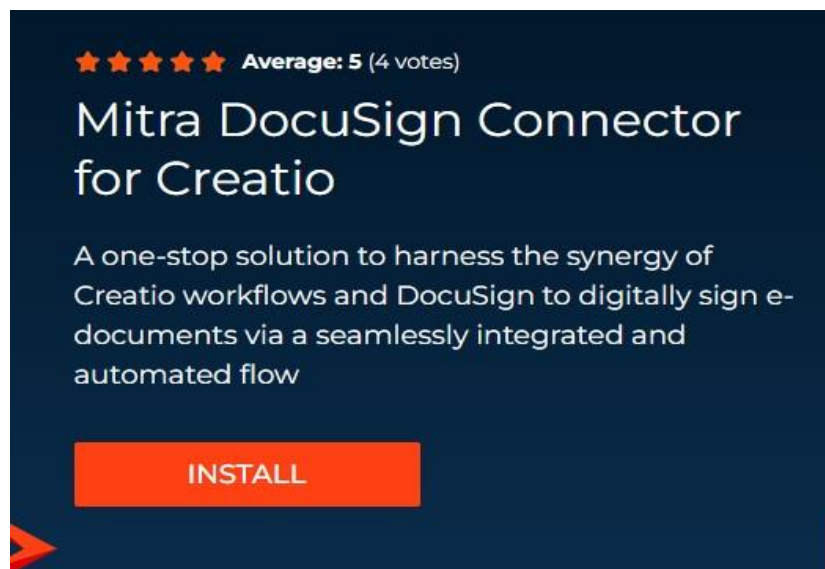 Average: 5 (4 votes)
Mitra DocuSign Connector
for Creatio
A one-stop solution to harness the synergy of
Creatio workflows and DocuSign to digitally sign e-
documents via a seamlessly integrated and
automated flow
INSTALL